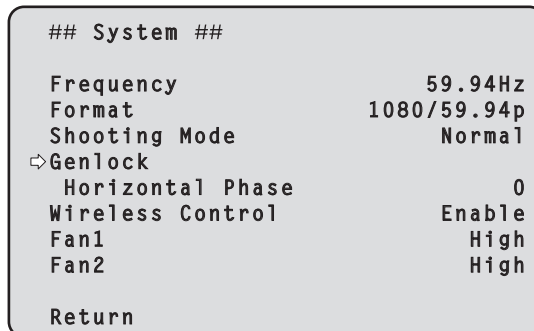 ## System ##
Frequency 59.94Hz
Format 1080/59.94p
Shooting Mode Normal
⇨Genlock
Horizontal Phase 0
Wireless Control Enable
Fan1 High
Fan2 High
Return